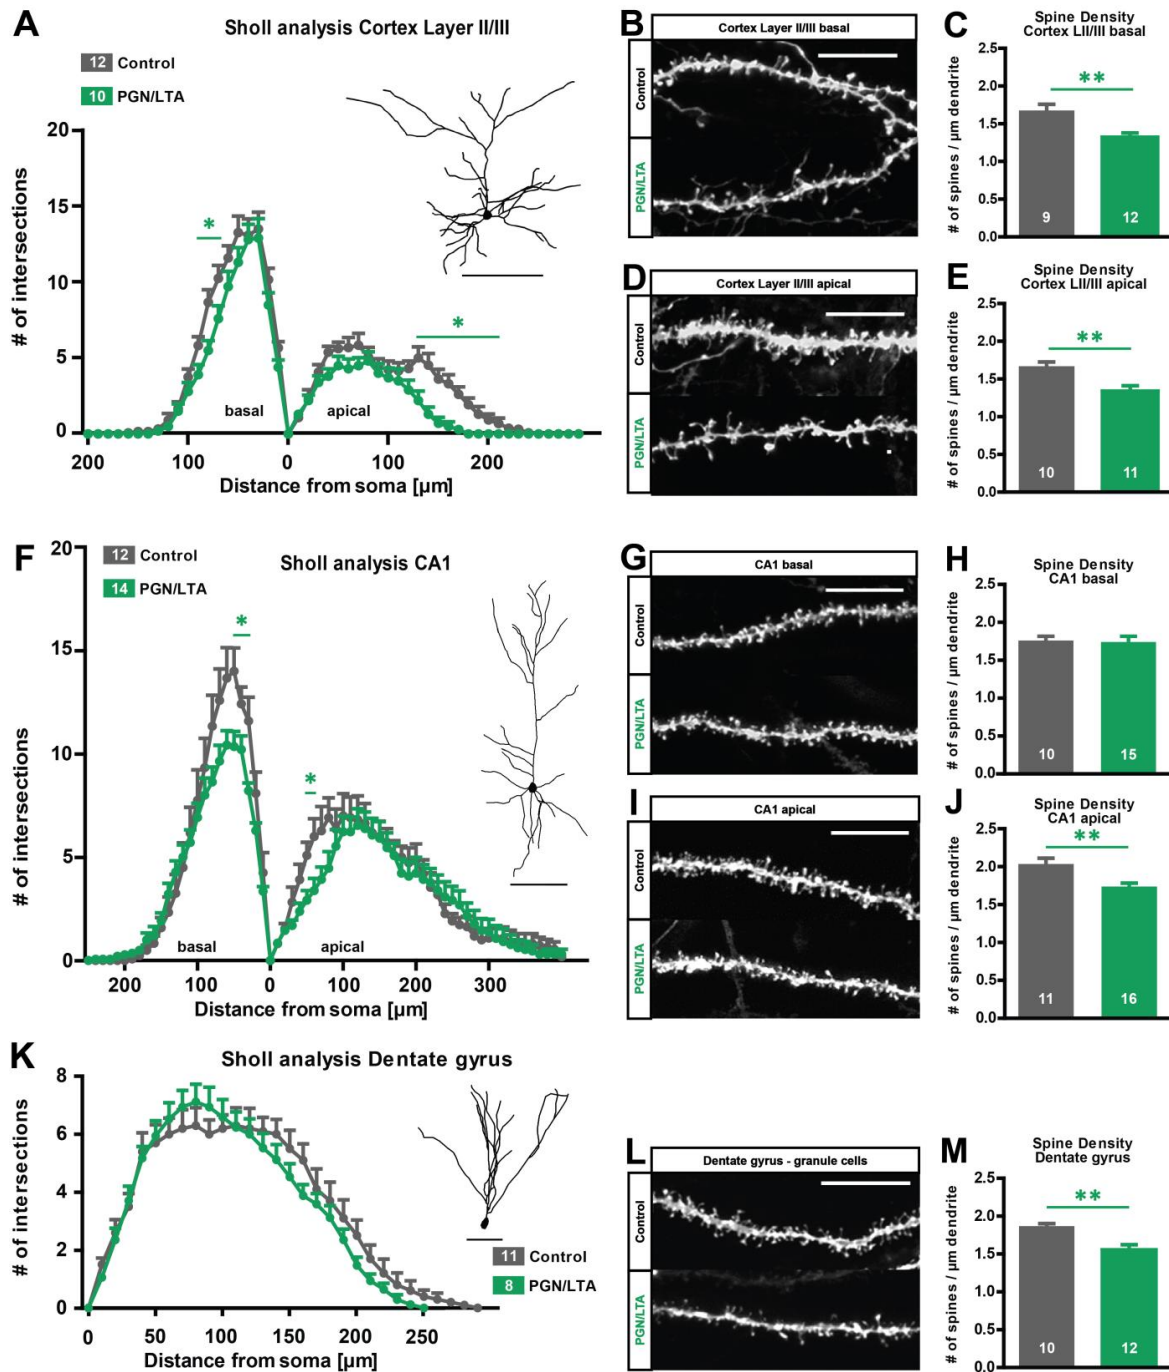 A
Sholl analysis Cortex Layer II/III
12 Control
10 PGN/LTA
# of intersections
20
15
10
5
0
*
*
basal
apical
200 100 0 100 200
Distance from soma [µm]
B
Cortex Layer II/III basal
Control
PGN/LTA
C
Spine Density
Cortex LII/III basal
# of spines / µm dendrite
2.5
2.0
1.5
1.0
0.5
0.0
**
9 12
D
Cortex Layer II/III apical
Control
PGN/LTA
E
Spine Density
Cortex LII/III apical
# of spines / µm dendrite
2.5
2.0
1.5
1.0
0.5
0.0
**
10 11
F
Sholl analysis CA1
12 Control
14 PGN/LTA
# of intersections
20
15
10
5
0
*
*
basal
apical
200 100 0 100 200 300
Distance from soma [µm]
G
CA1 basal
Control
PGN/LTA
H
Spine Density
CA1 basal
# of spines / µm dendrite
2.5
2.0
1.5
1.0
0.5
0.0
10 15
I
CA1 apical
Control
PGN/LTA
J
Spine Density
CA1 apical
# of spines / µm dendrite
2.5
2.0
1.5
1.0
0.5
0.0
**
11 16
K
Sholl analysis Dentate gyrus
# of intersections
8
6
4
2
0
11 Control
8 PGN/LTA
0 50 100 150 200 250
Distance from soma [µm]
L
Dentate gyrus - granule cells
Control
PGN/LTA
M
Spine Density
Dentate gyrus
# of spines / µm dendrite
2.5
2.0
1.5
1.0
0.5
0.0
**
10 12